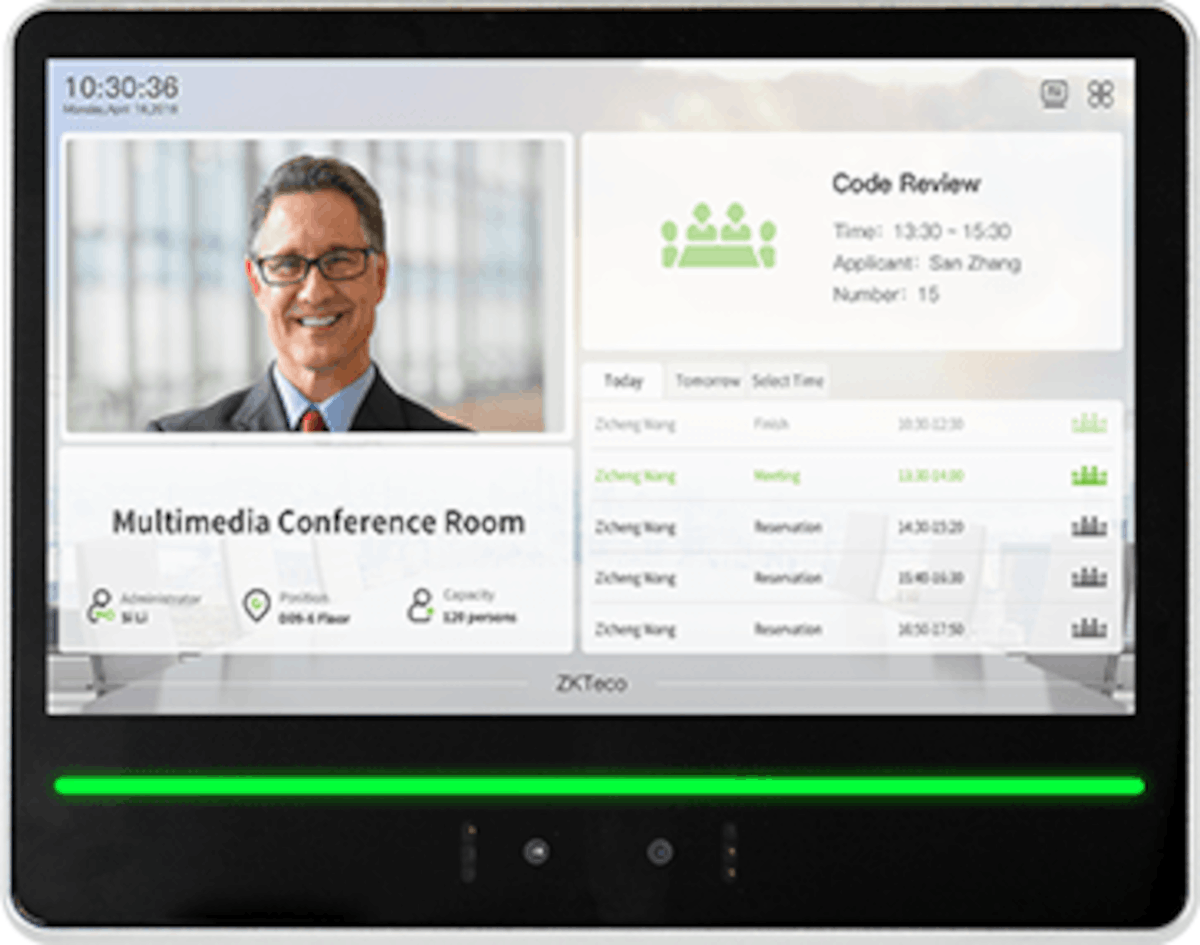 10:30:36
Monday, April 18,2018
Code Review
Time: 13:30 - 15:30
Applicant: San Zhang
Number: 15
Today Tomorrow Select Time
Zicheng Wang Finish 10:30-12:30
Zicheng Wang Meeting 13:30-14:00
Zicheng Wang Reservation 14:30-15:20
Zicheng Wang Reservation 15:40-16:30
Zicheng Wang Reservation 16:50-17:50
Multimedia Conference Room
Administrator
Si Li
Position
Floor
Capacity
120 persons
ZKTeco